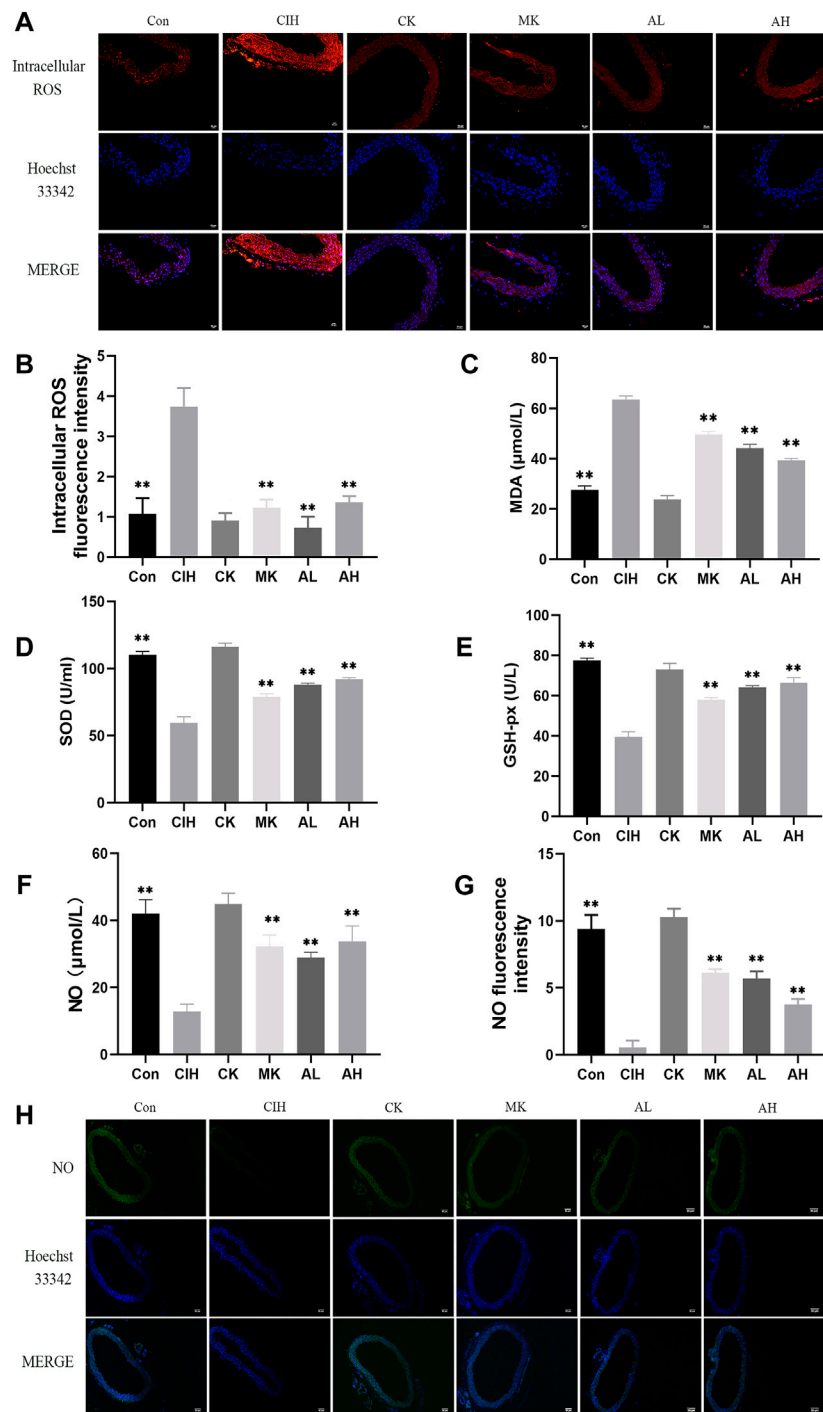 A
Con CIH CK MK AL AH
Intracellular
ROS
Hoechst
33342
MERGE
B
Intracellular ROS
fluorescence intensity
5
4
3
2
1
0
** ** ** **
Con CIH CK MK AL AH
C
MDA (μmol/L)
80
60
40
20
0
** ** ** **
Con CIH CK MK AL AH
D
SOD (U/ml)
150
100
50
0
** ** ** **
Con CIH CK MK AL AH
E
GSH-px (U/L)
100
80
60
40
20
0
** ** ** **
Con CIH CK MK AL AH
F
NO（μmol/L）
60
40
20
0
** ** ** **
Con CIH CK MK AL AH
G
NO fluorescence
intensity
15
10
5
0
** ** ** **
Con CIH CK MK AL AH
H
Con CIH CK MK AL AH
NO
Hoechst
33342
MERGE